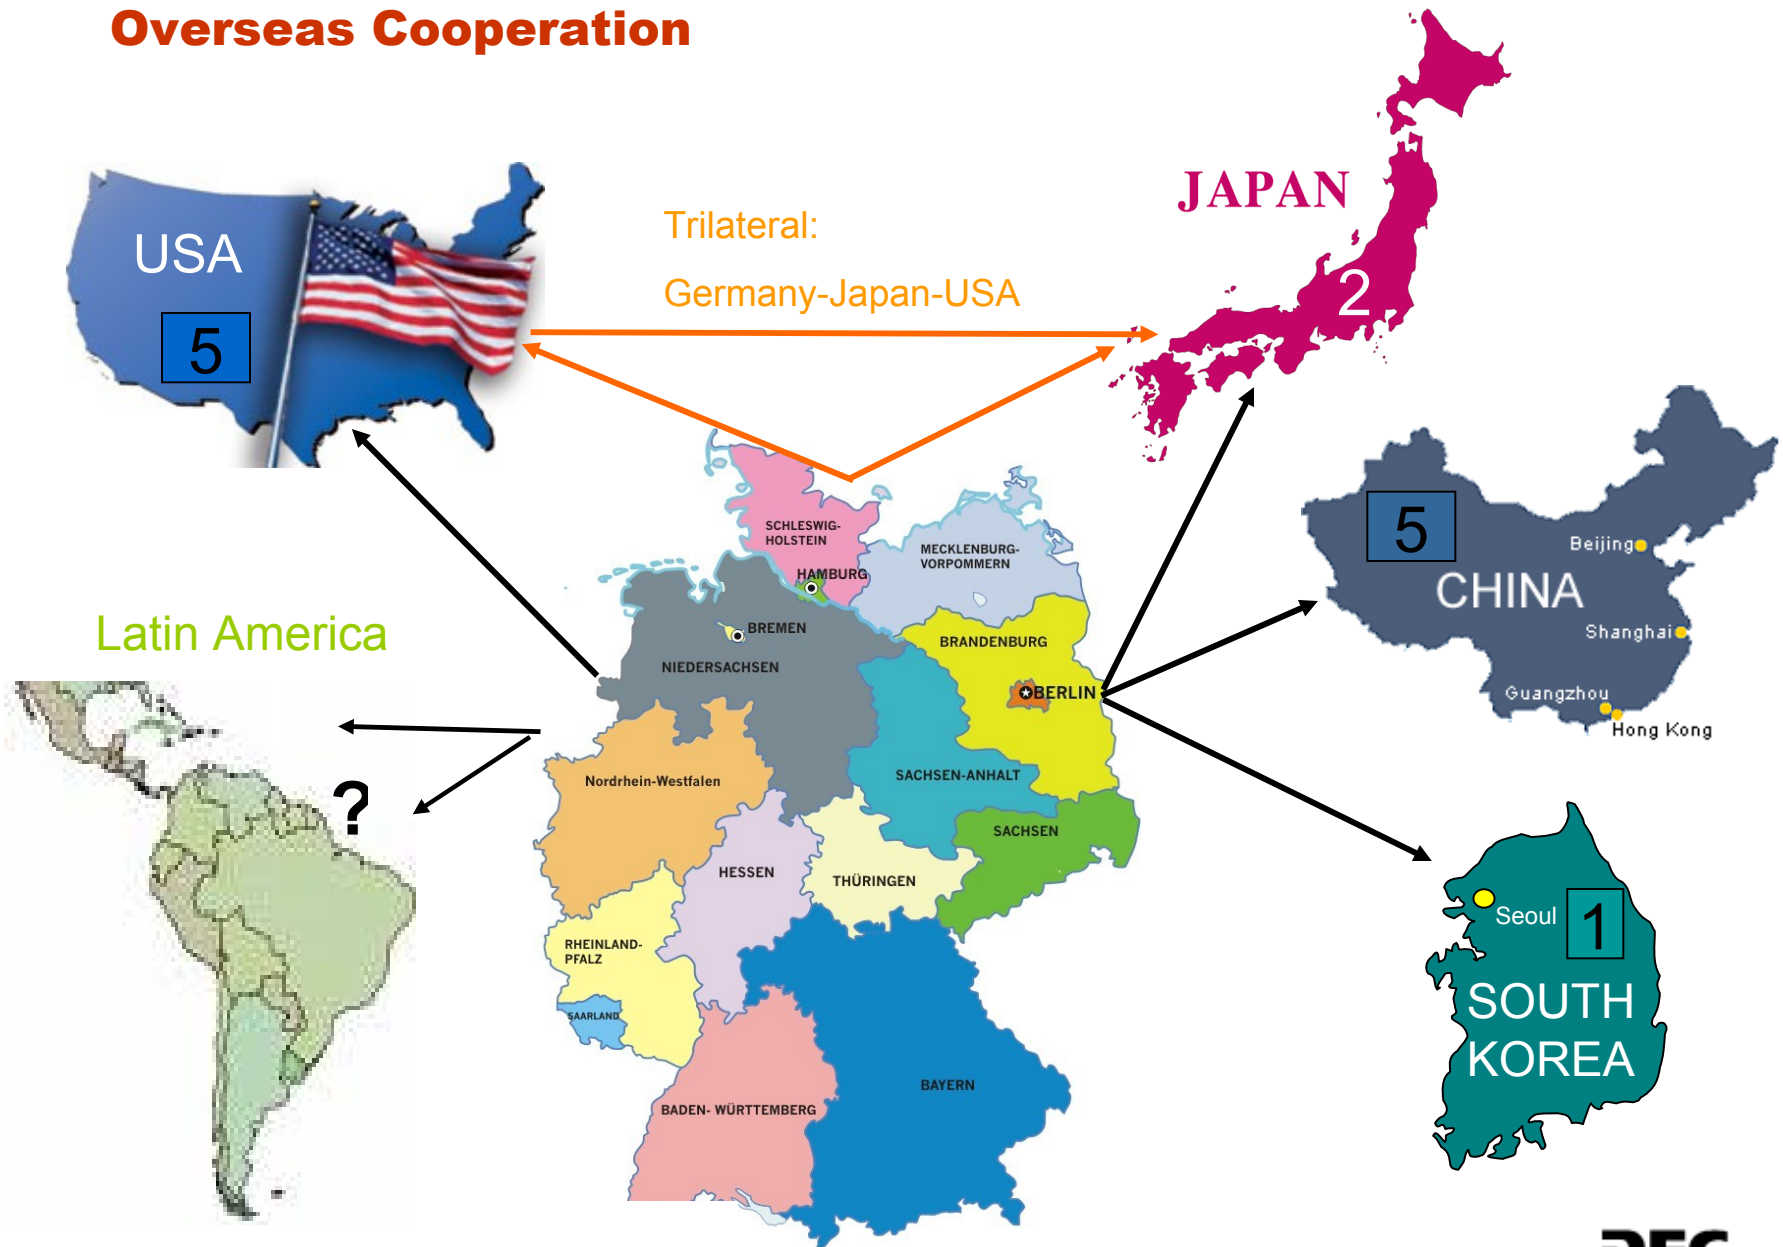 Overseas Cooperation
JAPAN
2
USA
5
Trilateral:
Germany-Japan-USA
5
Beijing
CHINA
Shanghai
Guangzhou
Hong Kong
SCHLESWIG-
HOLSTEIN
HAMBURG
MECKLENBURG-
VORPOMMERN
BREMEN
BRANDENBURG
NIEDERSACHSEN
BERLIN
Latin America
?
Nordrhein-Westfalen
SACHSEN-ANHALT
SACHSEN
HESSEN
THÜRINGEN
RHEINLAND-
PFALZ
SAARLAND
BADEN- WÜRTTEMBERG
BAYERN
Seoul
1
SOUTH
KOREA